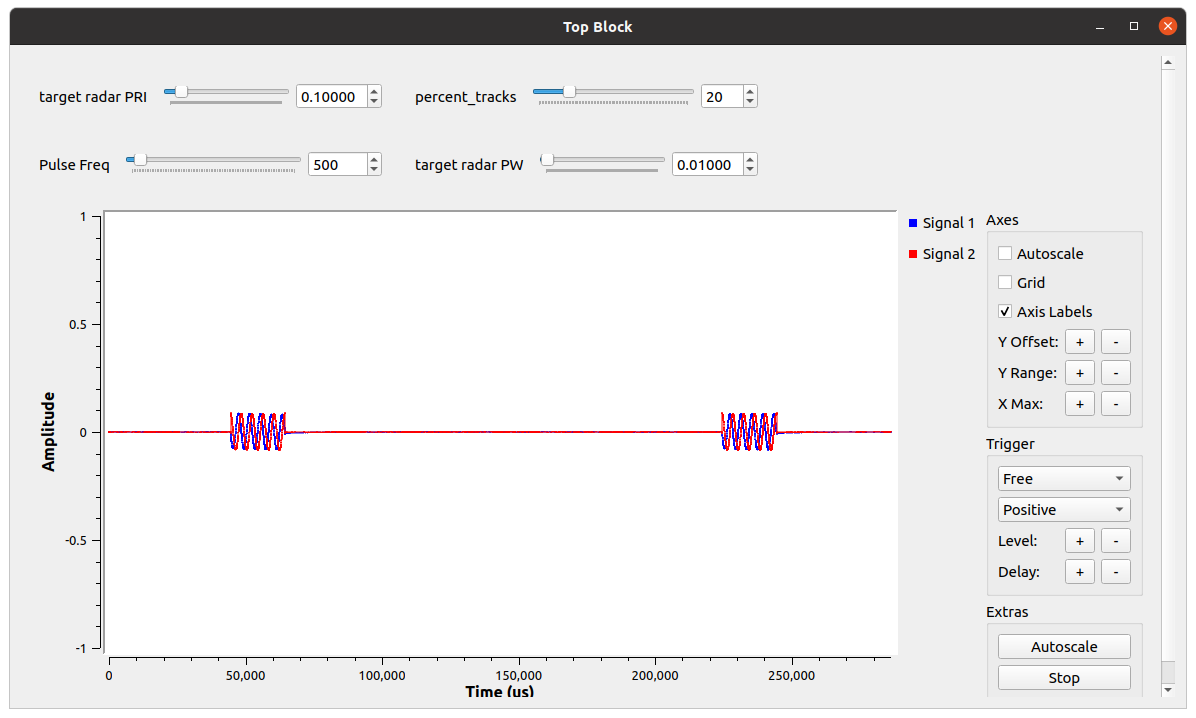 Top Block
target radar PRI 0.10000 percent_tracks 20
Pulse Freq 500 target radar PW 0.01000
Signal 1
Signal 2
1
0.5
0
-0.5
-1
Amplitude
0 50,000 100,000 150,000 200,000 250,000
Time (us)
Axes
Autoscale
Grid
Axis Labels
Y Offset: + -
Y Range: + -
X Max: + -
Trigger
Free
Positive
Level: + -
Delay: + -
Extras
Autoscale
Stop